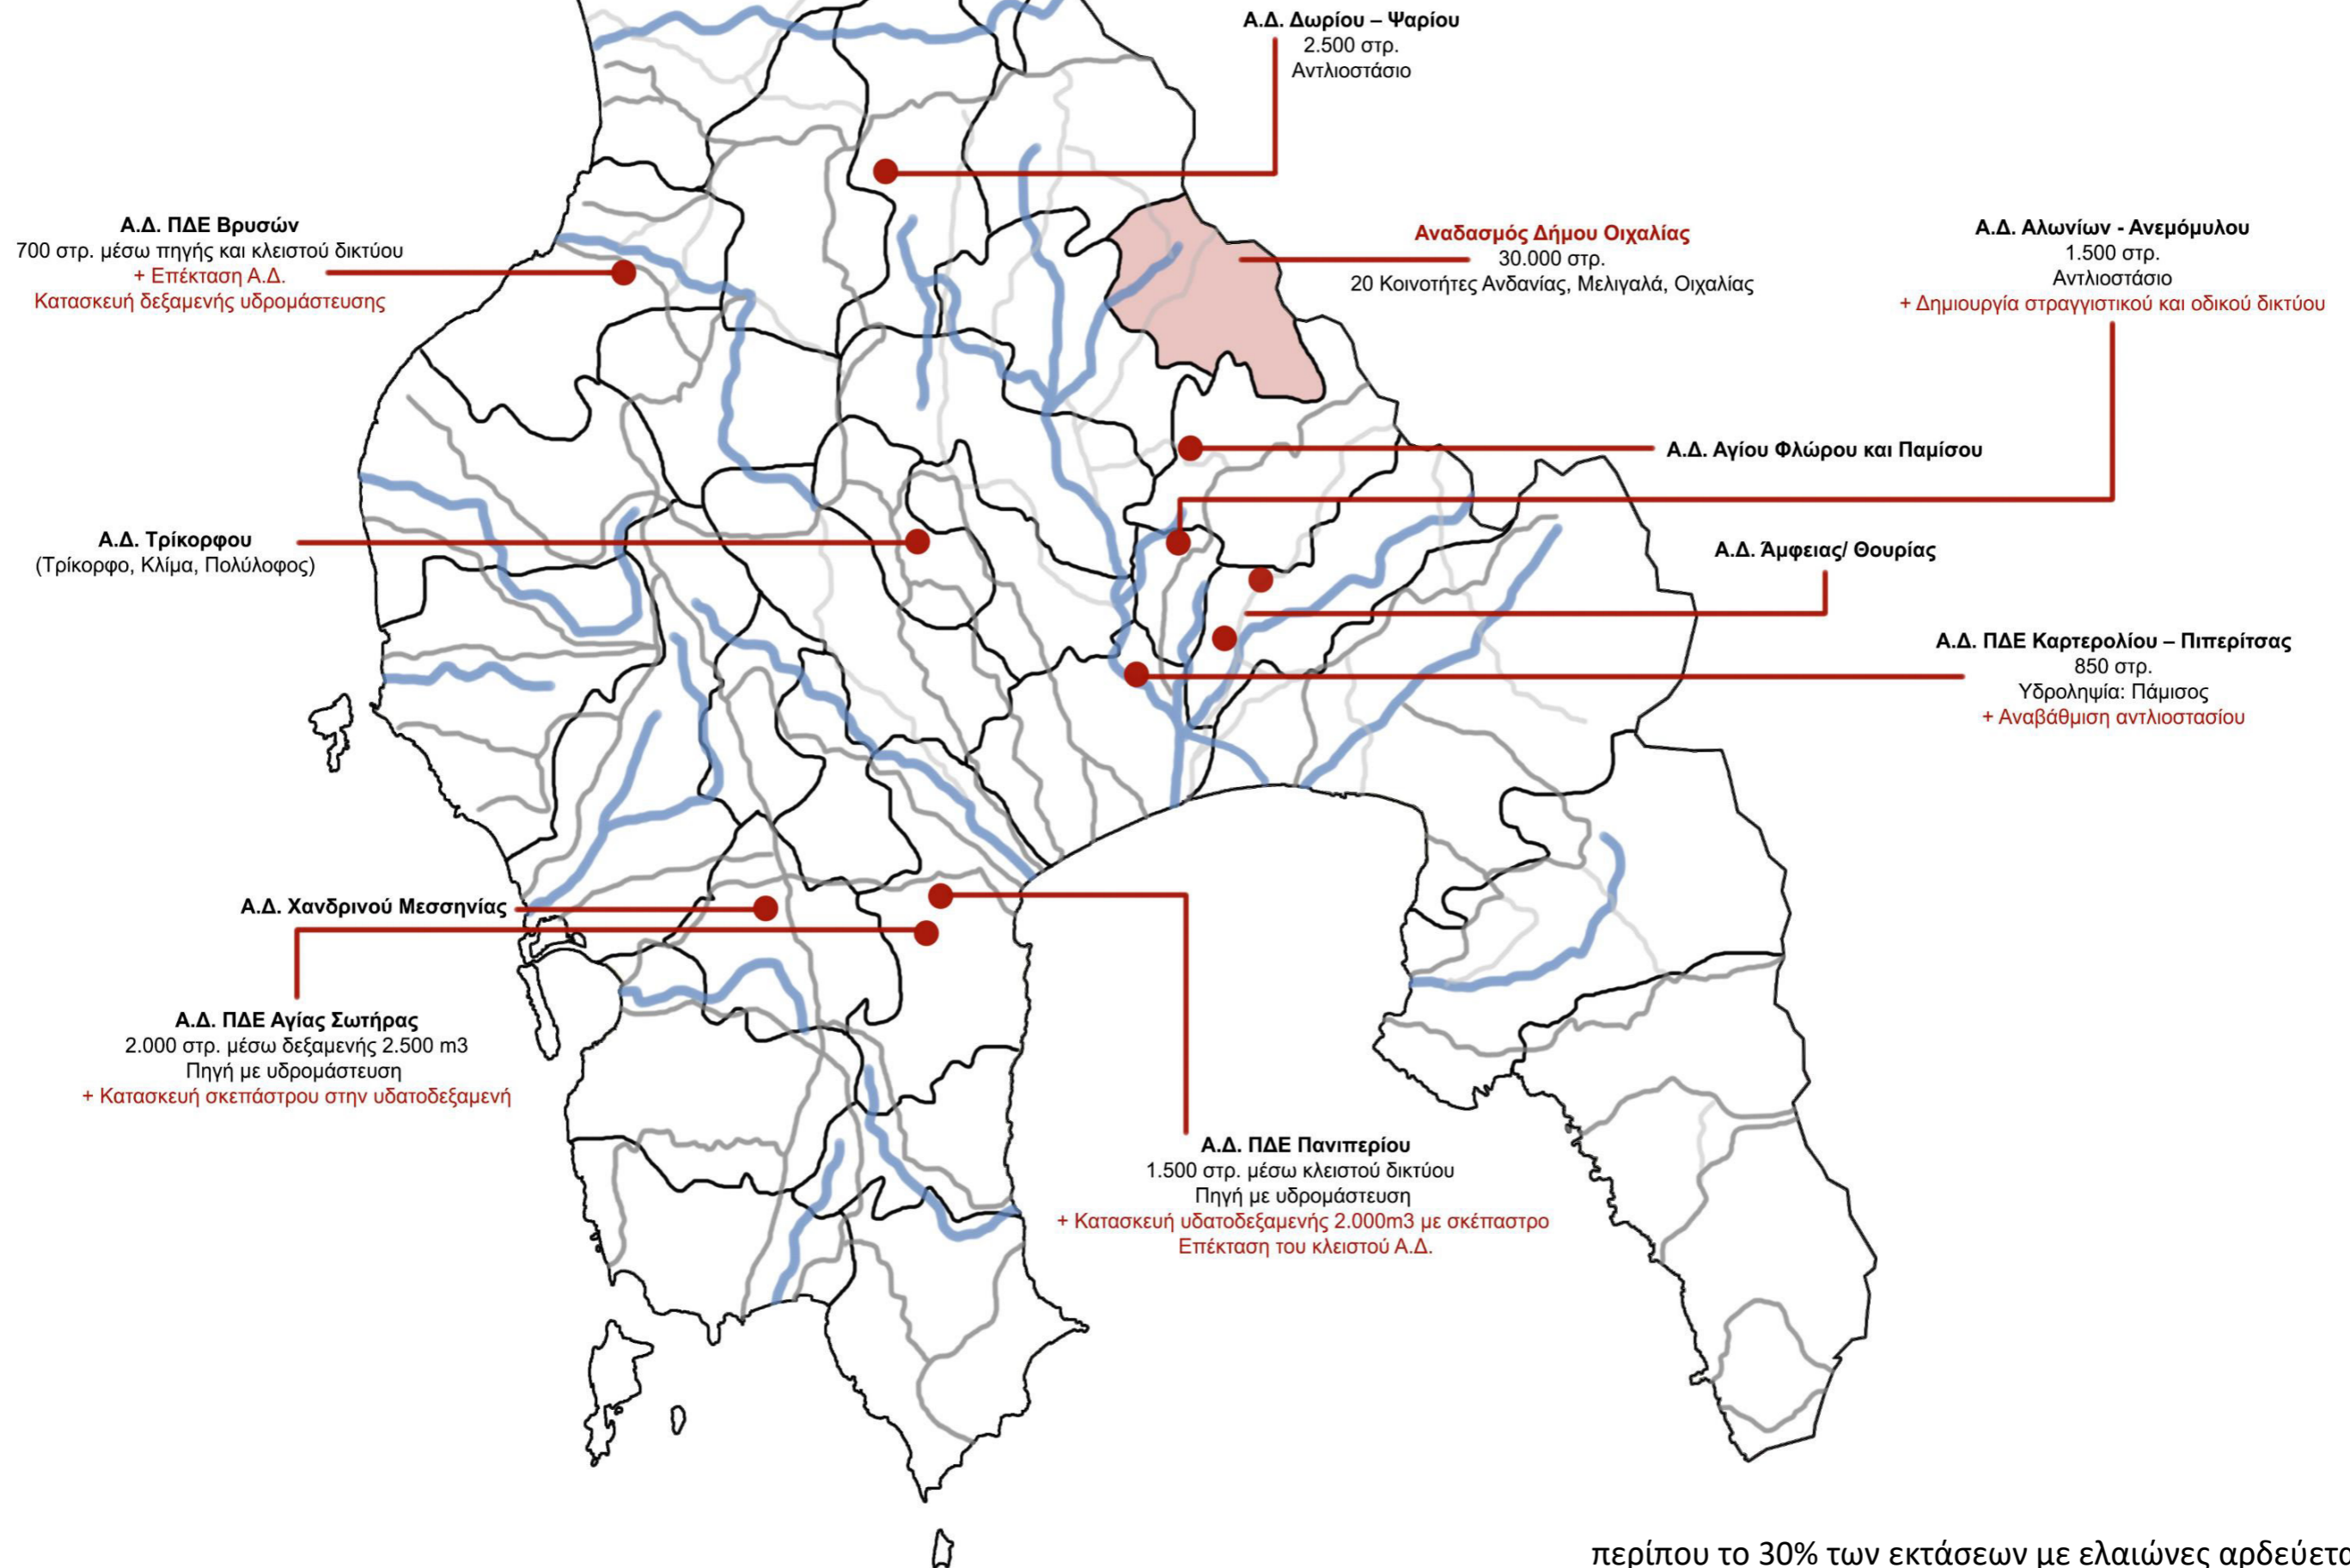 Α.Δ. Δωρίου – Ψαρίου
2.500 στρ.
Αντλιοστάσιο
Α.Δ. ΠΔΕ Βρυσών
700 στρ. μέσω πηγής και κλειστού δικτύου
+ Επέκταση Α.Δ.
Κατασκευή δεξαμενής υδρομάστευσης
Αναδασμός Δήμου Οιχαλίας
30.000 στρ.
20 Κοινοτήτες Ανδανίας, Μελιγαλά, Οιχαλίας
Α.Δ. Αλωνίων - Ανεμόμυλου
1.500 στρ.
Αντλιοστάσιο
+ Δημιουργία στραγγιστικού και οδικού δικτύου
Α.Δ. Αγίου Φλώρου και Παμίσου
Α.Δ. Τρίκορφου
(Τρίκορφο, Κλίμα, Πολύλοφος)
Α.Δ. Άμφειας/ Θουρίας
Α.Δ. ΠΔΕ Καρτερολίου – Πιπερίτσας
850 στρ.
Υδροληψία: Πάμισος
+ Αναβάθμιση αντλιοστασίου
Α.Δ. Χανδρινού Μεσσηνίας
Α.Δ. ΠΔΕ Αγίας Σωτήρας
2.000 στρ. μέσω δεξαμενής 2.500 m3
Πηγή με υδρομάστευση
+ Κατασκευή σκεπάστρου στην υδατοδεξαμενή
Α.Δ. ΠΔΕ Πανιπερίου
1.500 στρ. μέσω κλειστού δικτύου
Πηγή με υδρομάστευση
+ Κατασκευή υδατοδεξαμενής 2.000m3 με σκέπαστρο
Επέκταση του κλειστού Α.Δ.
περίπου το 30% των εκτάσεων με ελαιώνες